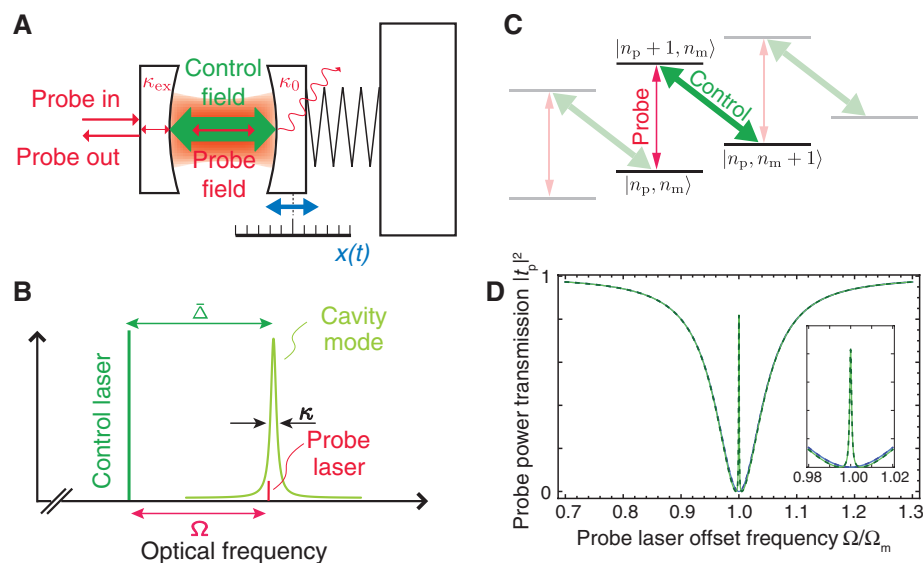 A
κex
Control
field
κ0
Probe in
Probe out
Probe
field
x(t)
B
Δ̄
Cavity
mode
Control laser
κ
Probe
laser
Ω
Optical frequency
C
|np + 1, nm⟩
Probe
Control
|np, nm + 1⟩
|np, nm⟩
D
Probe power transmission |tp|²
1
0
0.7 0.8 0.9 1.0 1.1 1.2 1.3
0.98 1.00 1.02
Probe laser offset frequency Ω/Ωm